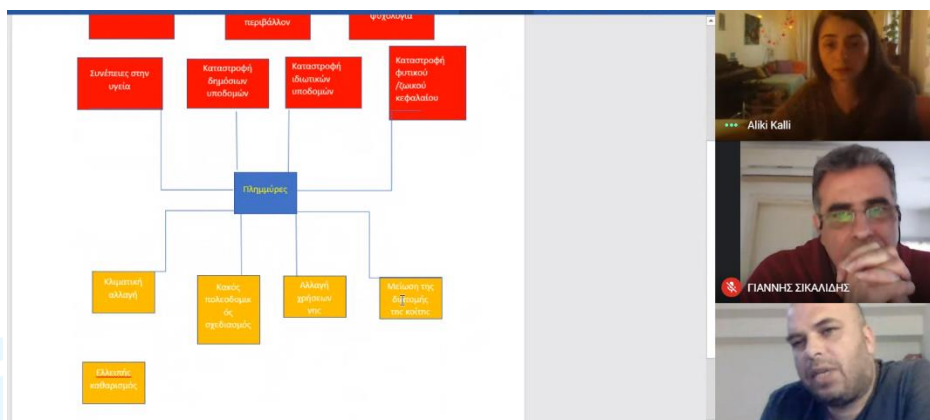 περιβάλλον
ψυχολογία
Συνέπειες στην
υγεία
Καταστροφή
δημόσιων
υποδομών
Καταστροφή
ιδιωτικών
υποδομών
Καταστροφή
φυτικού
/ζωικού
κεφαλαίου
Πλημμύρες
Κλιματική
αλλαγή
Κακός
πολεοδομικ
ός
σχεδιασμός
Αλλαγή
χρήσεων
γης
Μείωση της
διατομής
της κοίτης
Ελλειπής
καθαρισμός
Aliki Kalli
ΓΙΑΝΝΗΣ ΣΙΚΑΛΙΔΗΣ